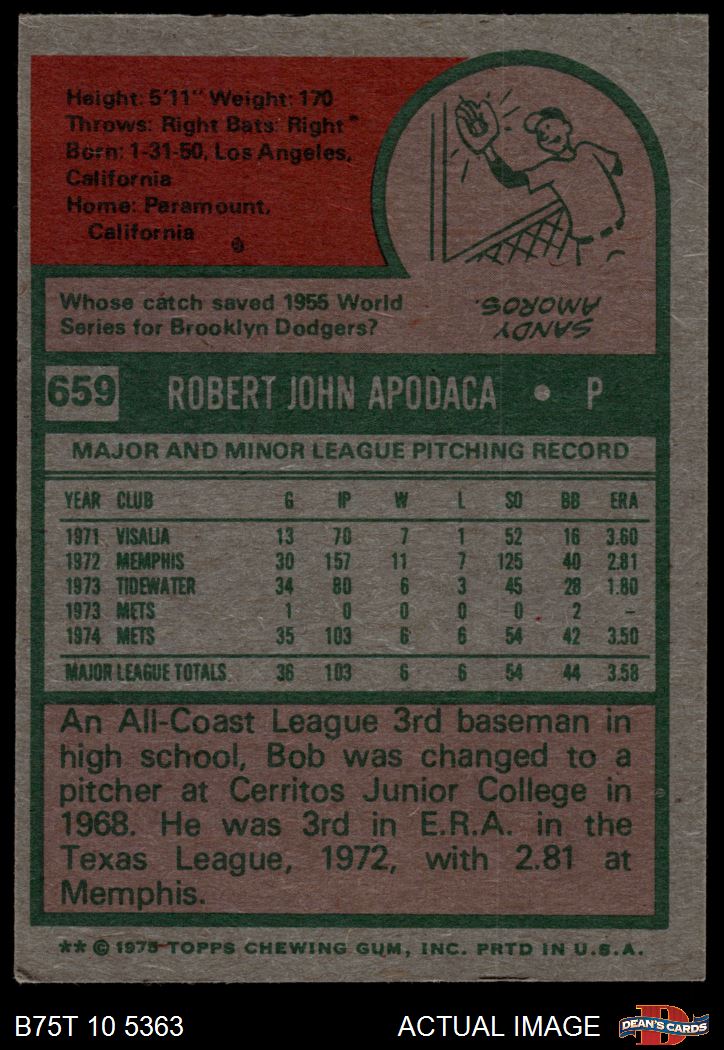 Height: 5'11" Weight: 170
Throws: Right Bats: Right*
Born: 1-31-50, Los Angeles,
California
Home: Paramount,
California
Whose catch saved 1955 World
Series for Brooklyn Dodgers?
SANDY
AMOROS.
659 ROBERT JOHN APODACA • P
MAJOR AND MINOR LEAGUE PITCHING RECORD
YEAR CLUB G IP W L SO BB ERA
1971 VISALIA 13 70 7 1 52 16 3.60
1972 MEMPHIS 30 157 11 7 125 40 2.81
1973 TIDEWATER 34 80 6 3 45 28 1.80
1973 METS 1 0 0 0 0 2 –
1974 METS 35 103 6 6 54 42 3.50
MAJOR LEAGUE TOTALS 36 103 6 6 54 44 3.58
An All-Coast League 3rd baseman in
high school, Bob was changed to a
pitcher at Cerritos Junior College in
1968. He was 3rd in E.R.A. in the
Texas League, 1972, with 2.81 at
Memphis.
** © 1975 TOPPS CHEWING GUM, INC. PRTD IN U.S.A.
B75T 10 5363 ACTUAL IMAGE
D
DEAN'S CARDS